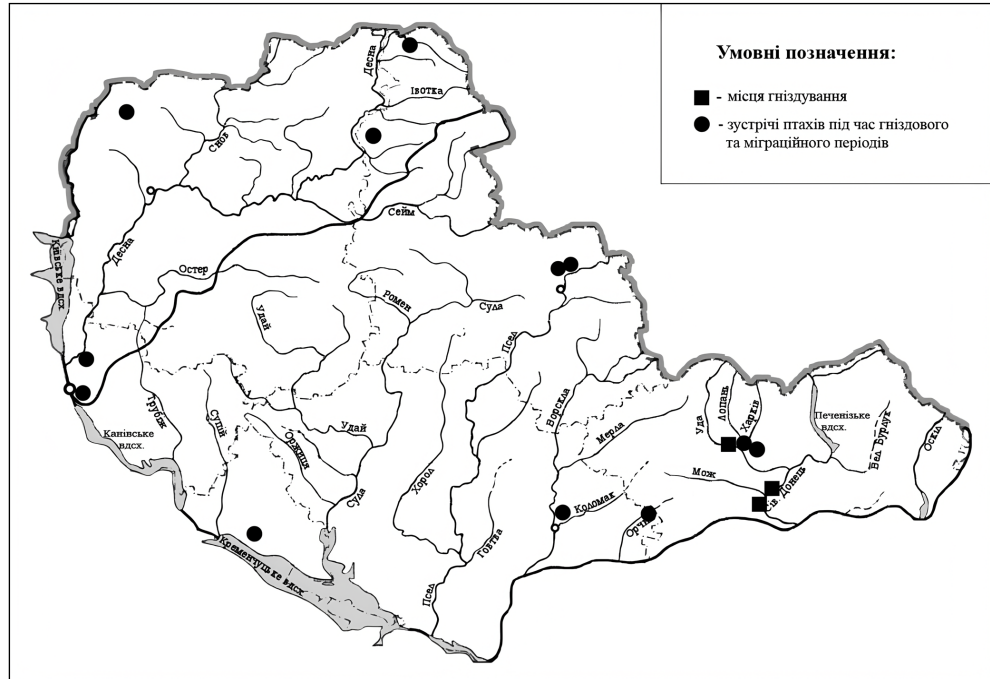 Умовні позначення:
- місця гніздування
- зустрічі птахів під час гніздового
та міграційного періодів
Десна
Івотка
Снов
Сейм
Десна
Київське вдсх.
Остер
Удай
Ромен
Сула
Псел
Трубіж
Супій
Оржиця
Удай
Сула
Хорол
Ворскла
Мерла
Уда
Лопань
Харків
Печенізьке
вдсх.
Вел. Бурлук
Оскіл
Канівське
вдсх.
Мож
Сів. Донець
Коломак
Кременчуцьке вдсх.
Говтва
Псел